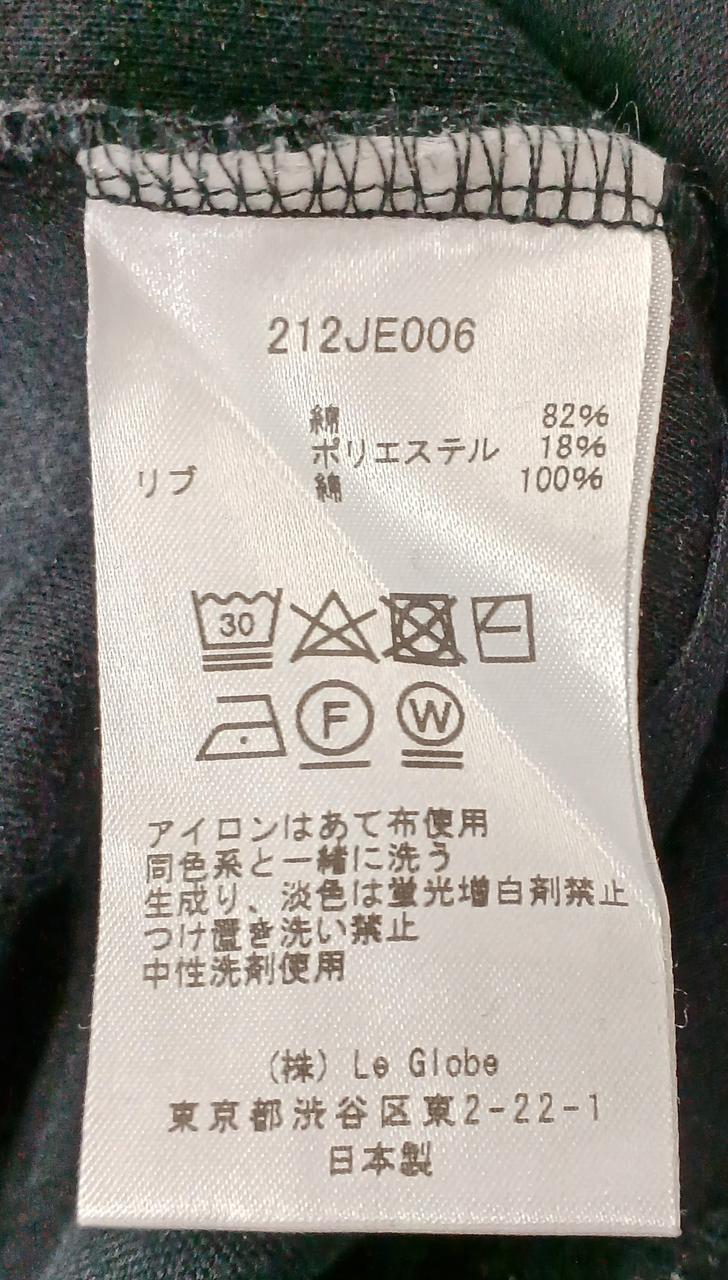 212JE006
綿 82%
ポリエステル 18%
リブ 綿 100%
30
F W
アイロンはあて布使用
同色系と一緒に洗う
生成り、淡色は蛍光増白剤禁止
つけ置き洗い禁止
中性洗剤使用
(株) Le Globe
東京都渋谷区東2-22-1
日本製